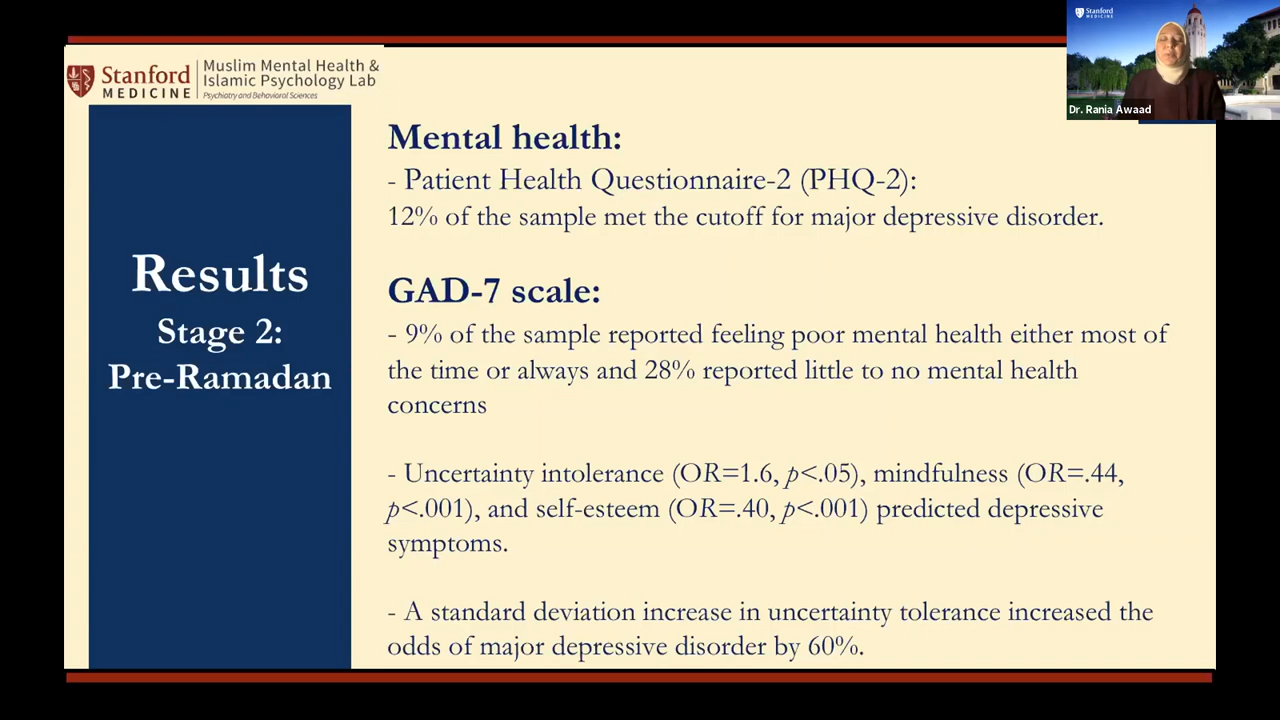 Stanford
MEDICINE
Muslim Mental Health &
Islamic Psychology Lab
Psychiatry and Behavioral Sciences
Stanford
MEDICINE
Dr. Rania Awaad
Results
Stage 2:
Pre-Ramadan
Mental health:
- Patient Health Questionnaire-2 (PHQ-2):
12% of the sample met the cutoff for major depressive disorder.
GAD-7 scale:
- 9% of the sample reported feeling poor mental health either most of
the time or always and 28% reported little to no mental health
concerns
- Uncertainty intolerance (OR=1.6, p<.05), mindfulness (OR=.44,
p<.001), and self-esteem (OR=.40, p<.001) predicted depressive
symptoms.
- A standard deviation increase in uncertainty tolerance increased the
odds of major depressive disorder by 60%.